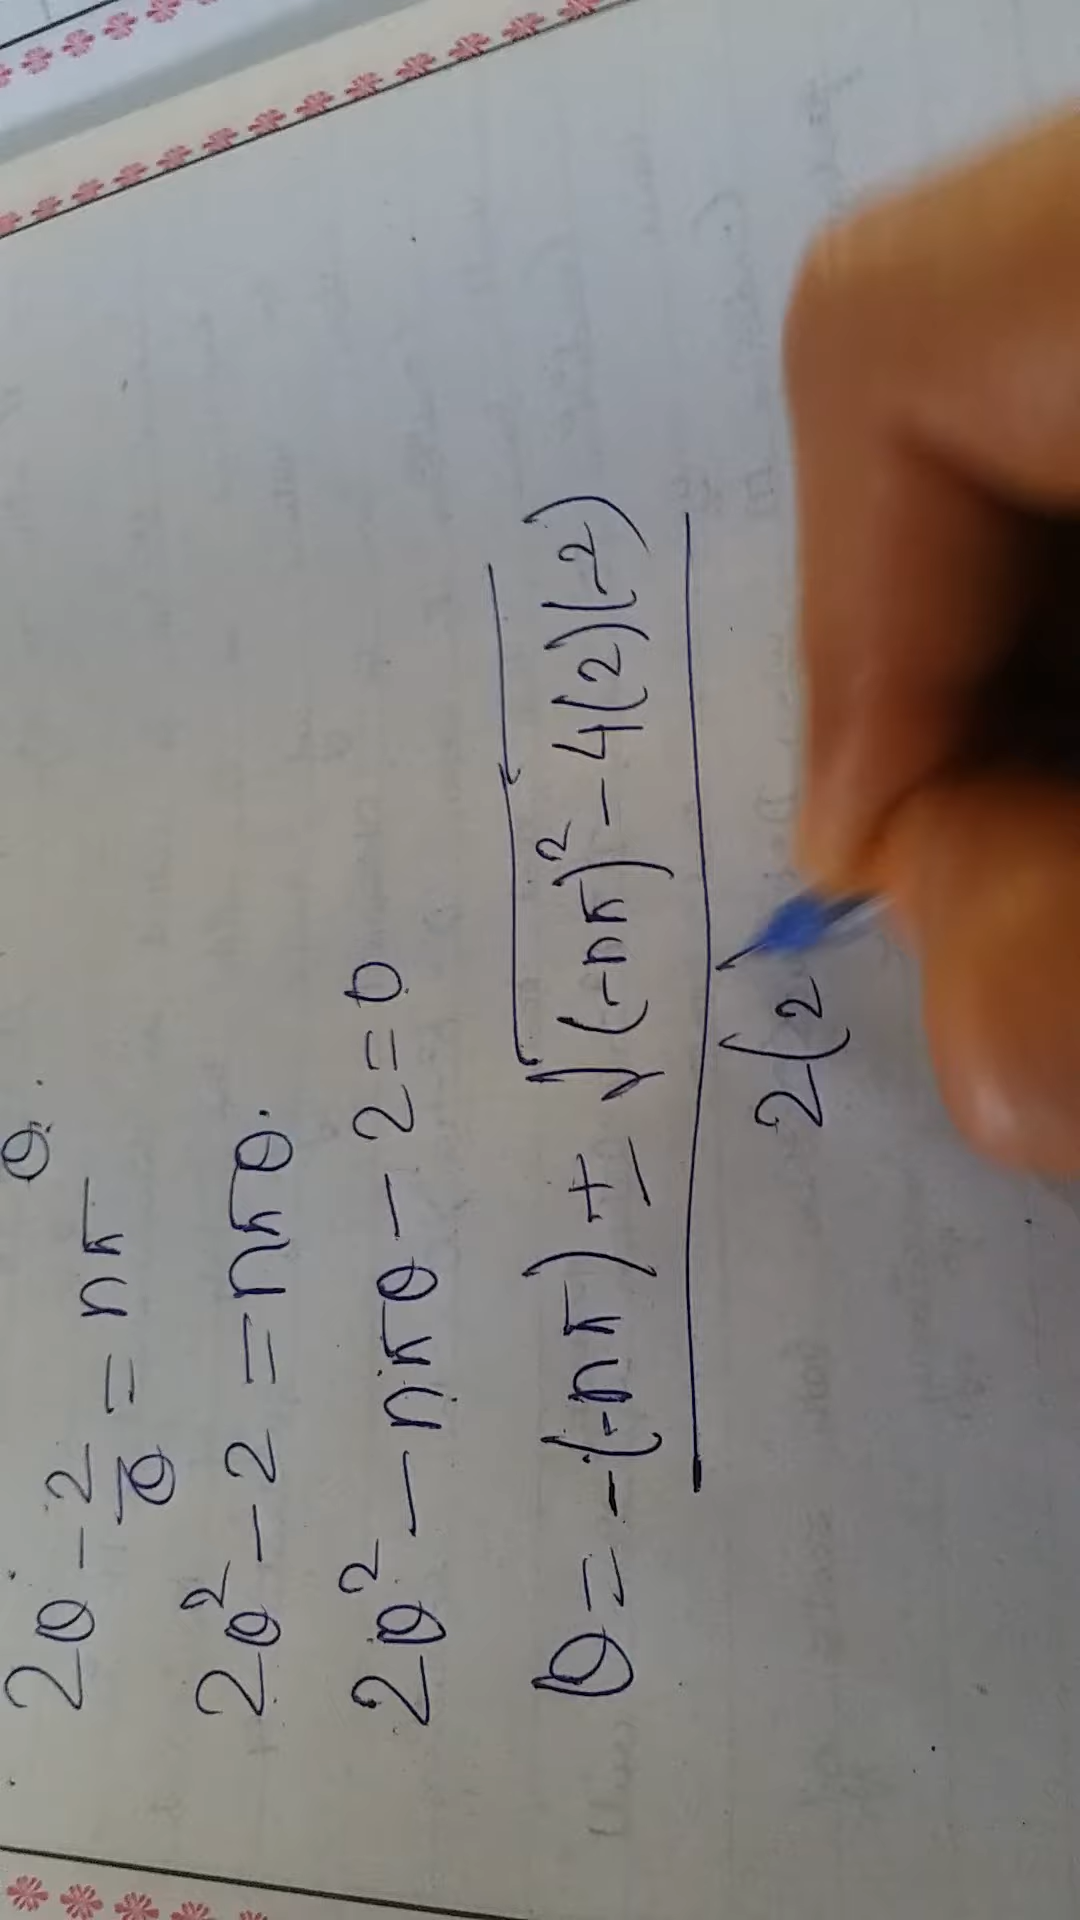 θ.
2θ - 2/θ = nπ
2θ² - 2 = nπθ.
2θ² - nπθ - 2 = 0
θ = -(-nπ) ± √(-nπ)² - 4(2)(-2)
2(2